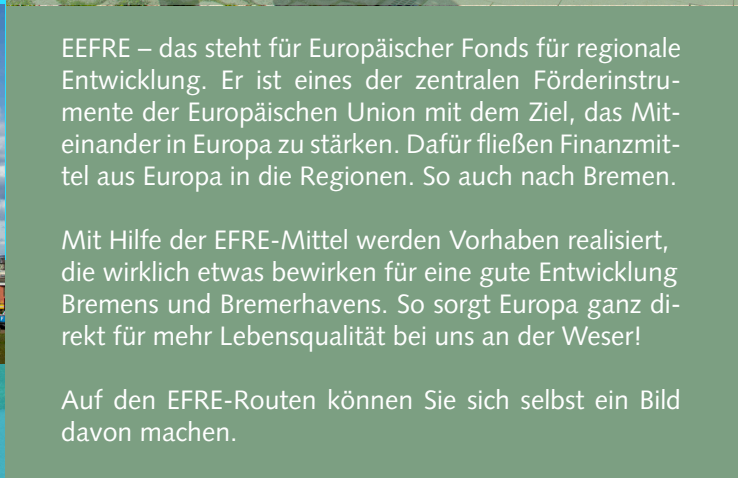 EEFRE – das steht für Europäischer Fonds für regionale
Entwicklung. Er ist eines der zentralen Förderinstru-
mente der Europäischen Union mit dem Ziel, das Mit-
einander in Europa zu stärken. Dafür fließen Finanzmit-
tel aus Europa in die Regionen. So auch nach Bremen.
Mit Hilfe der EFRE-Mittel werden Vorhaben realisiert,
die wirklich etwas bewirken für eine gute Entwicklung
Bremens und Bremerhavens. So sorgt Europa ganz di-
rekt für mehr Lebensqualität bei uns an der Weser!
Auf den EFRE-Routen können Sie sich selbst ein Bild
davon machen.